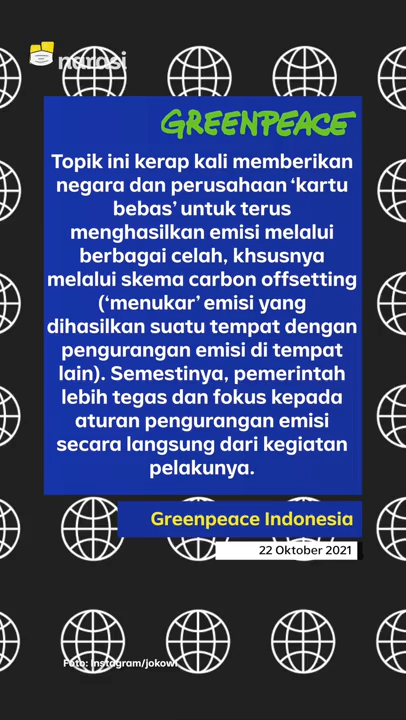 narasi
GREENPEACE
Topik ini kerap kali memberikan
negara dan perusahaan ‘kartu
bebas’ untuk terus
menghasilkan emisi melalui
berbagai celah, khsusnya
melalui skema carbon offsetting
(‘menukar’ emisi yang
dihasilkan suatu tempat dengan
pengurangan emisi di tempat
lain). Semestinya, pemerintah
lebih tegas dan fokus kepada
aturan pengurangan emisi
secara langsung dari kegiatan
pelakunya.
Greenpeace Indonesia
22 Oktober 2021
Foto: Instagram/jokowi